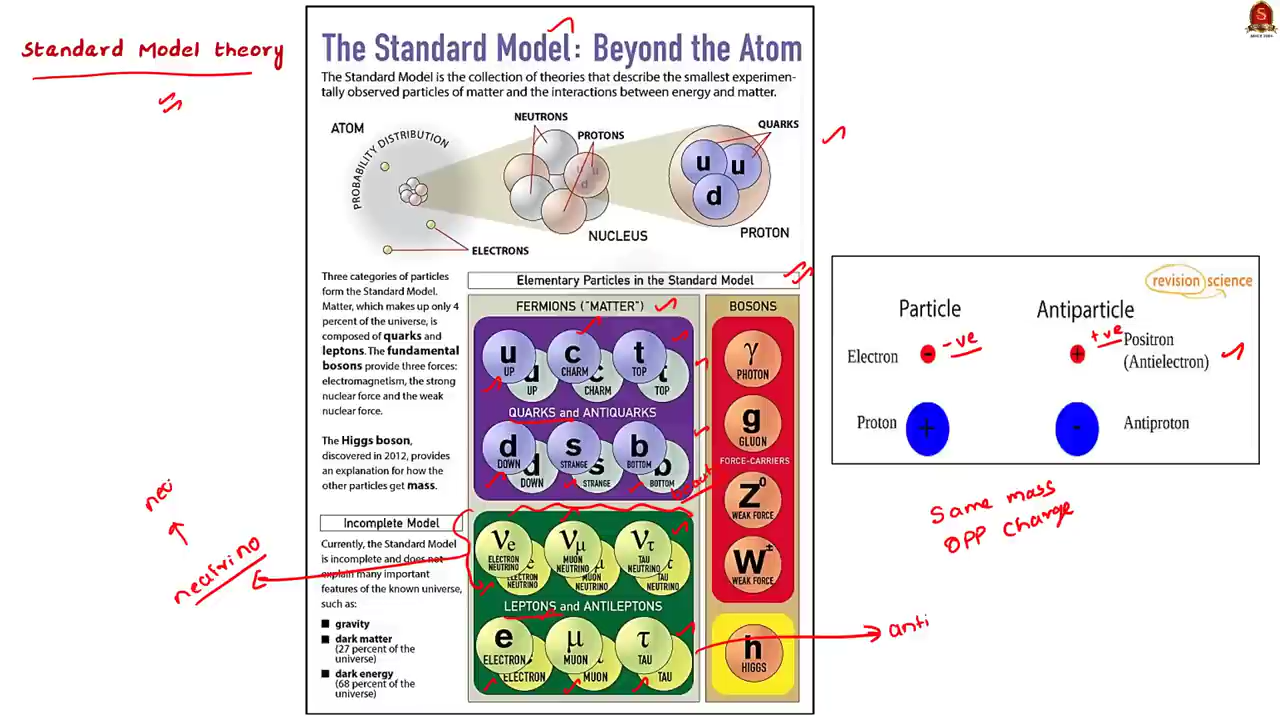 Standard Model theory
The Standard Model: Beyond the Atom
The Standard Model is the collection of theories that describe the smallest experimen-
tally observed particles of matter and the interactions between energy and matter.
ATOM
PROBABILITY DISTRIBUTION
ELECTRONS
NEUTRONS
PROTONS
u u
d
NUCLEUS
QUARKS
u u
d
PROTON
Three categories of particles
form the Standard Model.
Matter, which makes up only 4
percent of the universe, is
composed of quarks and
leptons. The fundamental
bosons provide three forces:
electromagnetism, the strong
nuclear force and the weak
nuclear force.
The Higgs boson,
discovered in 2012, provides
an explanation for how the
other particles get mass.
Incomplete Model
Currently, the Standard Model
is incomplete and does not
explain many important
features of the known universe,
such as:
gravity
dark matter
(27 percent of the
universe)
dark energy
(68 percent of the
universe)
Elementary Particles in the Standard Model
FERMIONS ("MATTER")
u c t
UP CHARM TOP
u c t
UP CHARM TOP
QUARKS and ANTIQUARKS
d s b
DOWN STRANGE BOTTOM
d s b
DOWN STRANGE BOTTOM
νe νμ ντ
ELECTRON NEUTRINO MUON NEUTRINO TAU NEUTRINO
ELECTRON NEUTRINO MUON NEUTRINO TAU NEUTRINO
LEPTONS and ANTILEPTONS
e μ τ
ELECTRON MUON TAU
ELECTRON MUON TAU
BOSONS
γ
PHOTON
g
GLUON
FORCE-CARRIERS
Z0
WEAK FORCE
W±
WEAK FORCE
h
HIGGS
neutrino
anti
revision science
Particle Antiparticle
Electron - -ve + +ve Positron
(Antielectron)
Proton + - Antiproton
Same mass
OPP charge
S